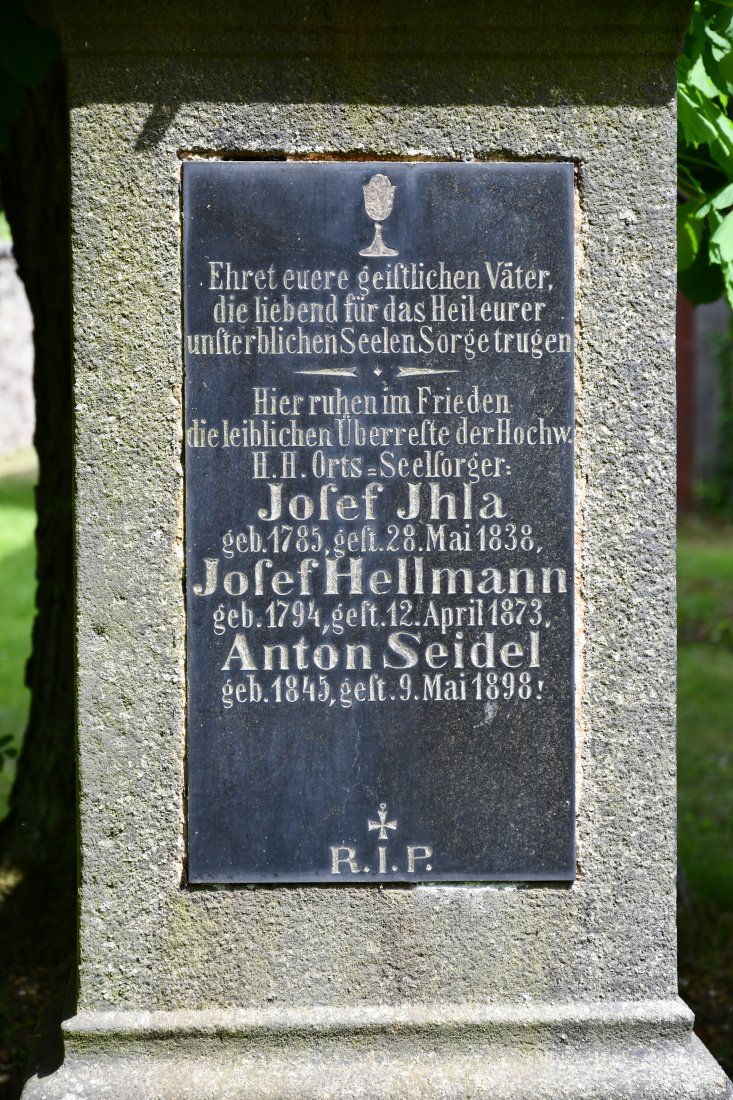 Ehret euere geiſtlichen Väter,
die liebend für das Heil eurer
unſterblichen Seelen Sorge trugen
Hier ruhen im Frieden
die leiblichen Überreſte der Hochw.
H.H. Orts=Seelſorger:
Joſef Jhla
geb. 1785, geſt. 28. Mai 1838,
Joſef Hellmann
geb. 1794, geſt. 12. April 1873,
Anton Seidel
geb. 1845, geſt. 9. Mai 1898!
R.I.P.